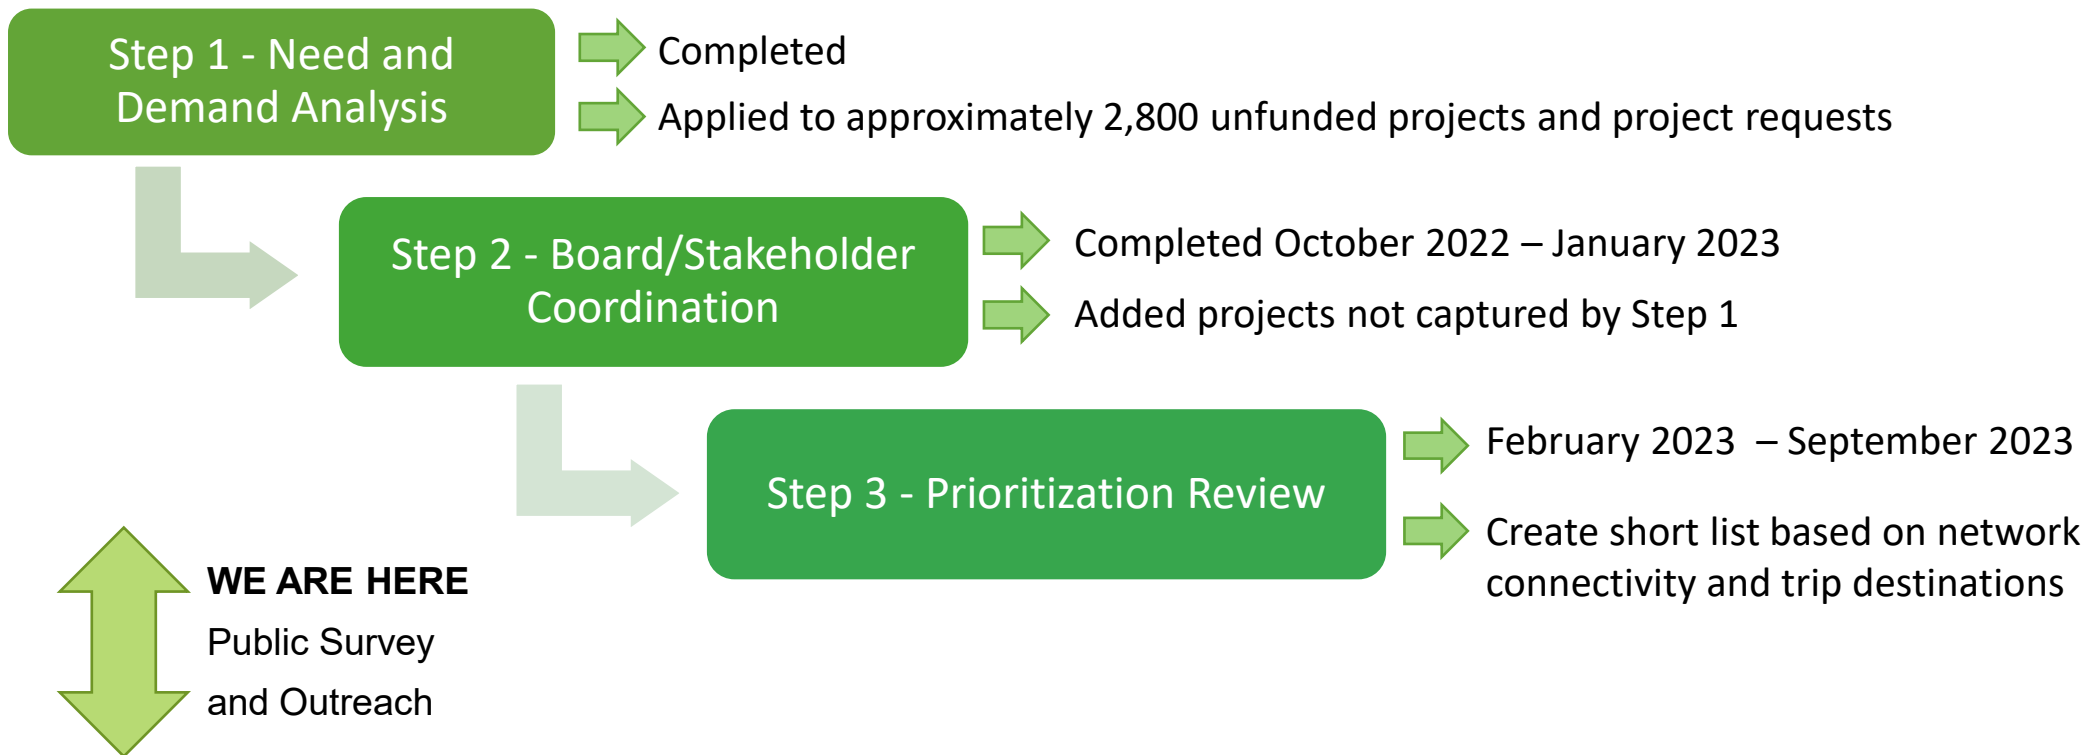 Step 1 - Need and
Demand Analysis
Completed
Applied to approximately 2,800 unfunded projects and project requests
Step 2 - Board/Stakeholder
Coordination
Completed October 2022 – January 2023
Added projects not captured by Step 1
Step 3 - Prioritization Review
February 2023 – September 2023
Create short list based on network
connectivity and trip destinations
WE ARE HERE
Public Survey
and Outreach